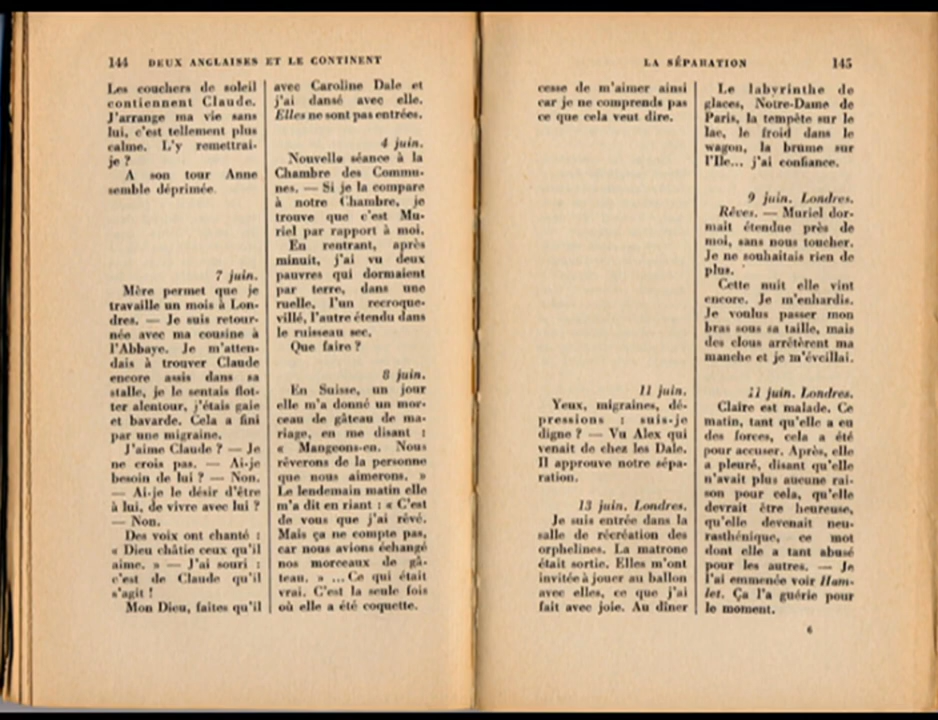 144 DEUX ANGLAISES ET LE CONTINENT
Les couchers de soleil
contiennent Claude.
J'arrange ma vie sans
lui, c'est tellement plus
calme. L'y remettrai-
je ?
A son tour Anne
semble déprimée.
7 juin.
Mère permet que je
travaille un mois à Lon-
dres. — Je suis retour-
née avec ma cousine à
l'Abbaye. Je m'atten-
dais à trouver Claude
encore assis dans sa
stalle, je le sentais flot-
ter alentour, j'étais gaie
et bavarde. Cela a fini
par une migraine.
J'aime Claude ? — Je
ne crois pas. — Ai-je
besoin de lui ? — Non.
— Ai-je le désir d'être
à lui, de vivre avec lui ?
— Non.
Des voix ont chanté :
« Dieu châtie ceux qu'il
aime. » — J'ai souri :
c'est de Claude qu'il
s'agit !
Mon Dieu, faites qu'il
avec Caroline Dale et
j'ai dansé avec elle.
Elles ne sont pas entrées.
4 juin.
Nouvelle séance à la
Chambre des Commu-
nes. — Si je la compare
à notre Chambre, je
trouve que c'est Mu-
riel par rapport à moi.
En rentrant, après
minuit, j'ai vu deux
pauvres qui dormaient
par terre, dans une
ruelle, l'un recroque-
villé, l'autre étendu dans
le ruisseau sec.
Que faire ?
8 juin.
En Suisse, un jour
elle m'a donné un mor-
ceau de gâteau de ma-
riage, en me disant :
« Mangeons-en. Nous
rêverons de la personne
que nous aimerons. »
Le lendemain matin elle
m'a dit en riant : « C'est
de vous que j'ai rêvé.
Mais ça ne compte pas,
car nous avions échangé
nos morceaux de gâ-
teau. » ... Ce qui était
vrai. C'est la seule fois
où elle a été coquette.
LA SÉPARATION 145
cesse de m'aimer ainsi
car je ne comprends pas
ce que cela veut dire.
11 juin.
Yeux, migraines, dé-
pressions : suis-je
digne ? — Vu Alex qui
venait de chez les Dale.
Il approuve notre sépa-
ration.
13 juin. Londres.
Je suis entrée dans la
salle de récréation des
orphelines. La matrone
était sortie. Elles m'ont
invitée à jouer au ballon
avec elles, ce que j'ai
fait avec joie. Au dîner
Le labyrinthe de
glaces, Notre-Dame de
Paris, la tempête sur le
lac, le froid dans le
wagon, la brume sur
l'Ile... j'ai confiance.
9 juin. Londres.
Rêves. — Muriel dor-
mait étendue près de
moi, sans nous toucher.
Je ne souhaitais rien de
plus.
Cette nuit elle vint
encore. Je m'enhardis.
Je voulus passer mon
bras sous sa taille, mais
des clous arrêtèrent ma
manche et je m'éveillai.
11 juin. Londres.
Claire est malade. Ce
matin, tant qu'elle a eu
des forces, cela a été
pour accuser. Après, elle
a pleuré, disant qu'elle
n'avait plus aucune rai-
son pour cela, qu'elle
devrait être heureuse,
qu'elle devenait neu-
rasthénique, ce mot
dont elle a tant abusé
pour les autres. — Je
l'ai emmenée voir Ham-
let. Ça l'a guérie pour
le moment.
6